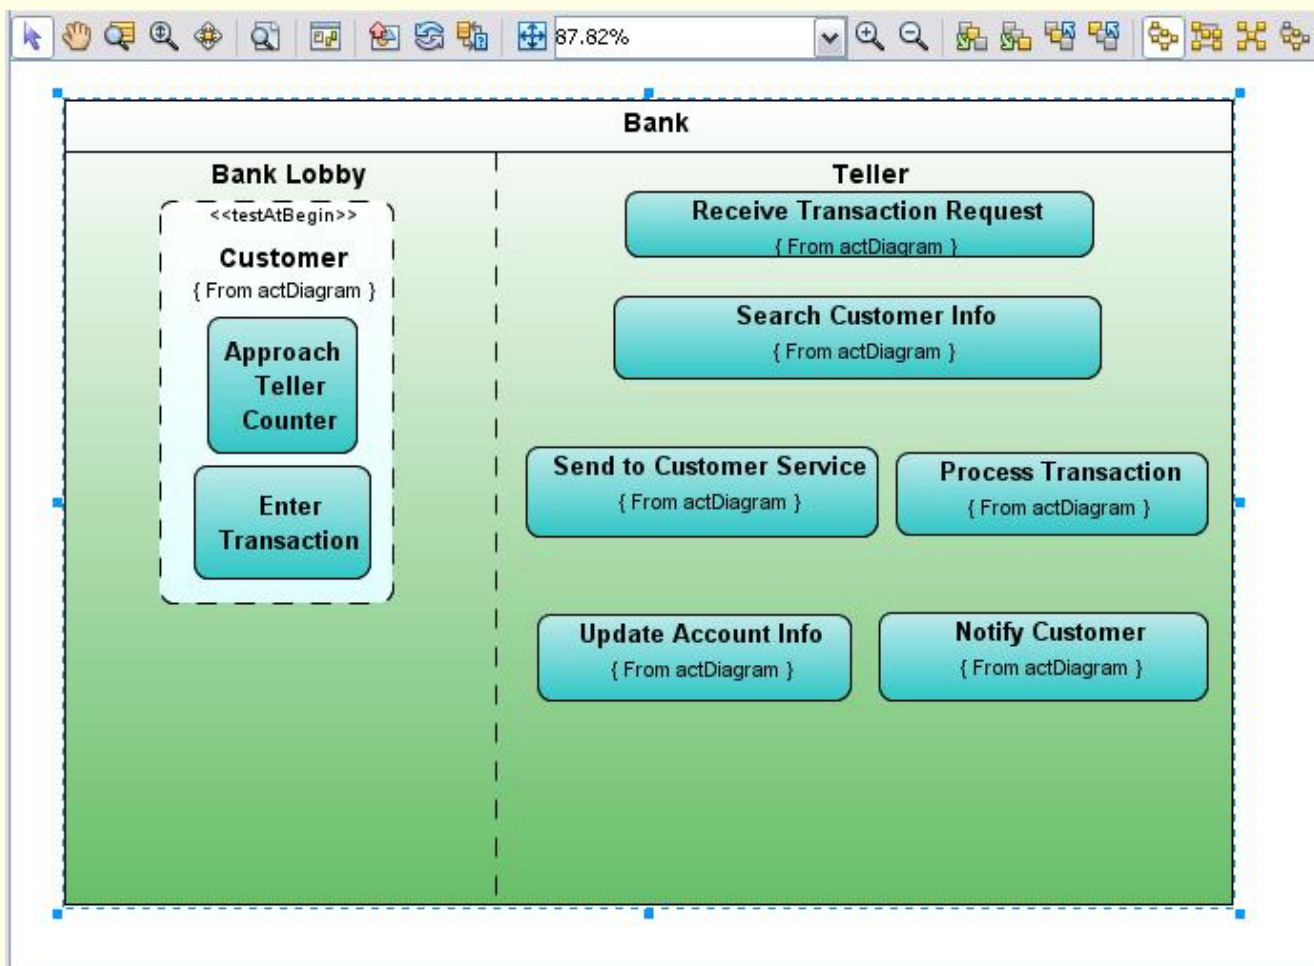 87.82%
Bank
Bank Lobby
<<testAtBegin>>
Customer
{ From actDiagram }
Approach
Teller
Counter
Enter
Transaction
Teller
Receive Transaction Request
{ From actDiagram }
Search Customer Info
{ From actDiagram }
Send to Customer Service
{ From actDiagram }
Process Transaction
{ From actDiagram }
Update Account Info
{ From actDiagram }
Notify Customer
{ From actDiagram }